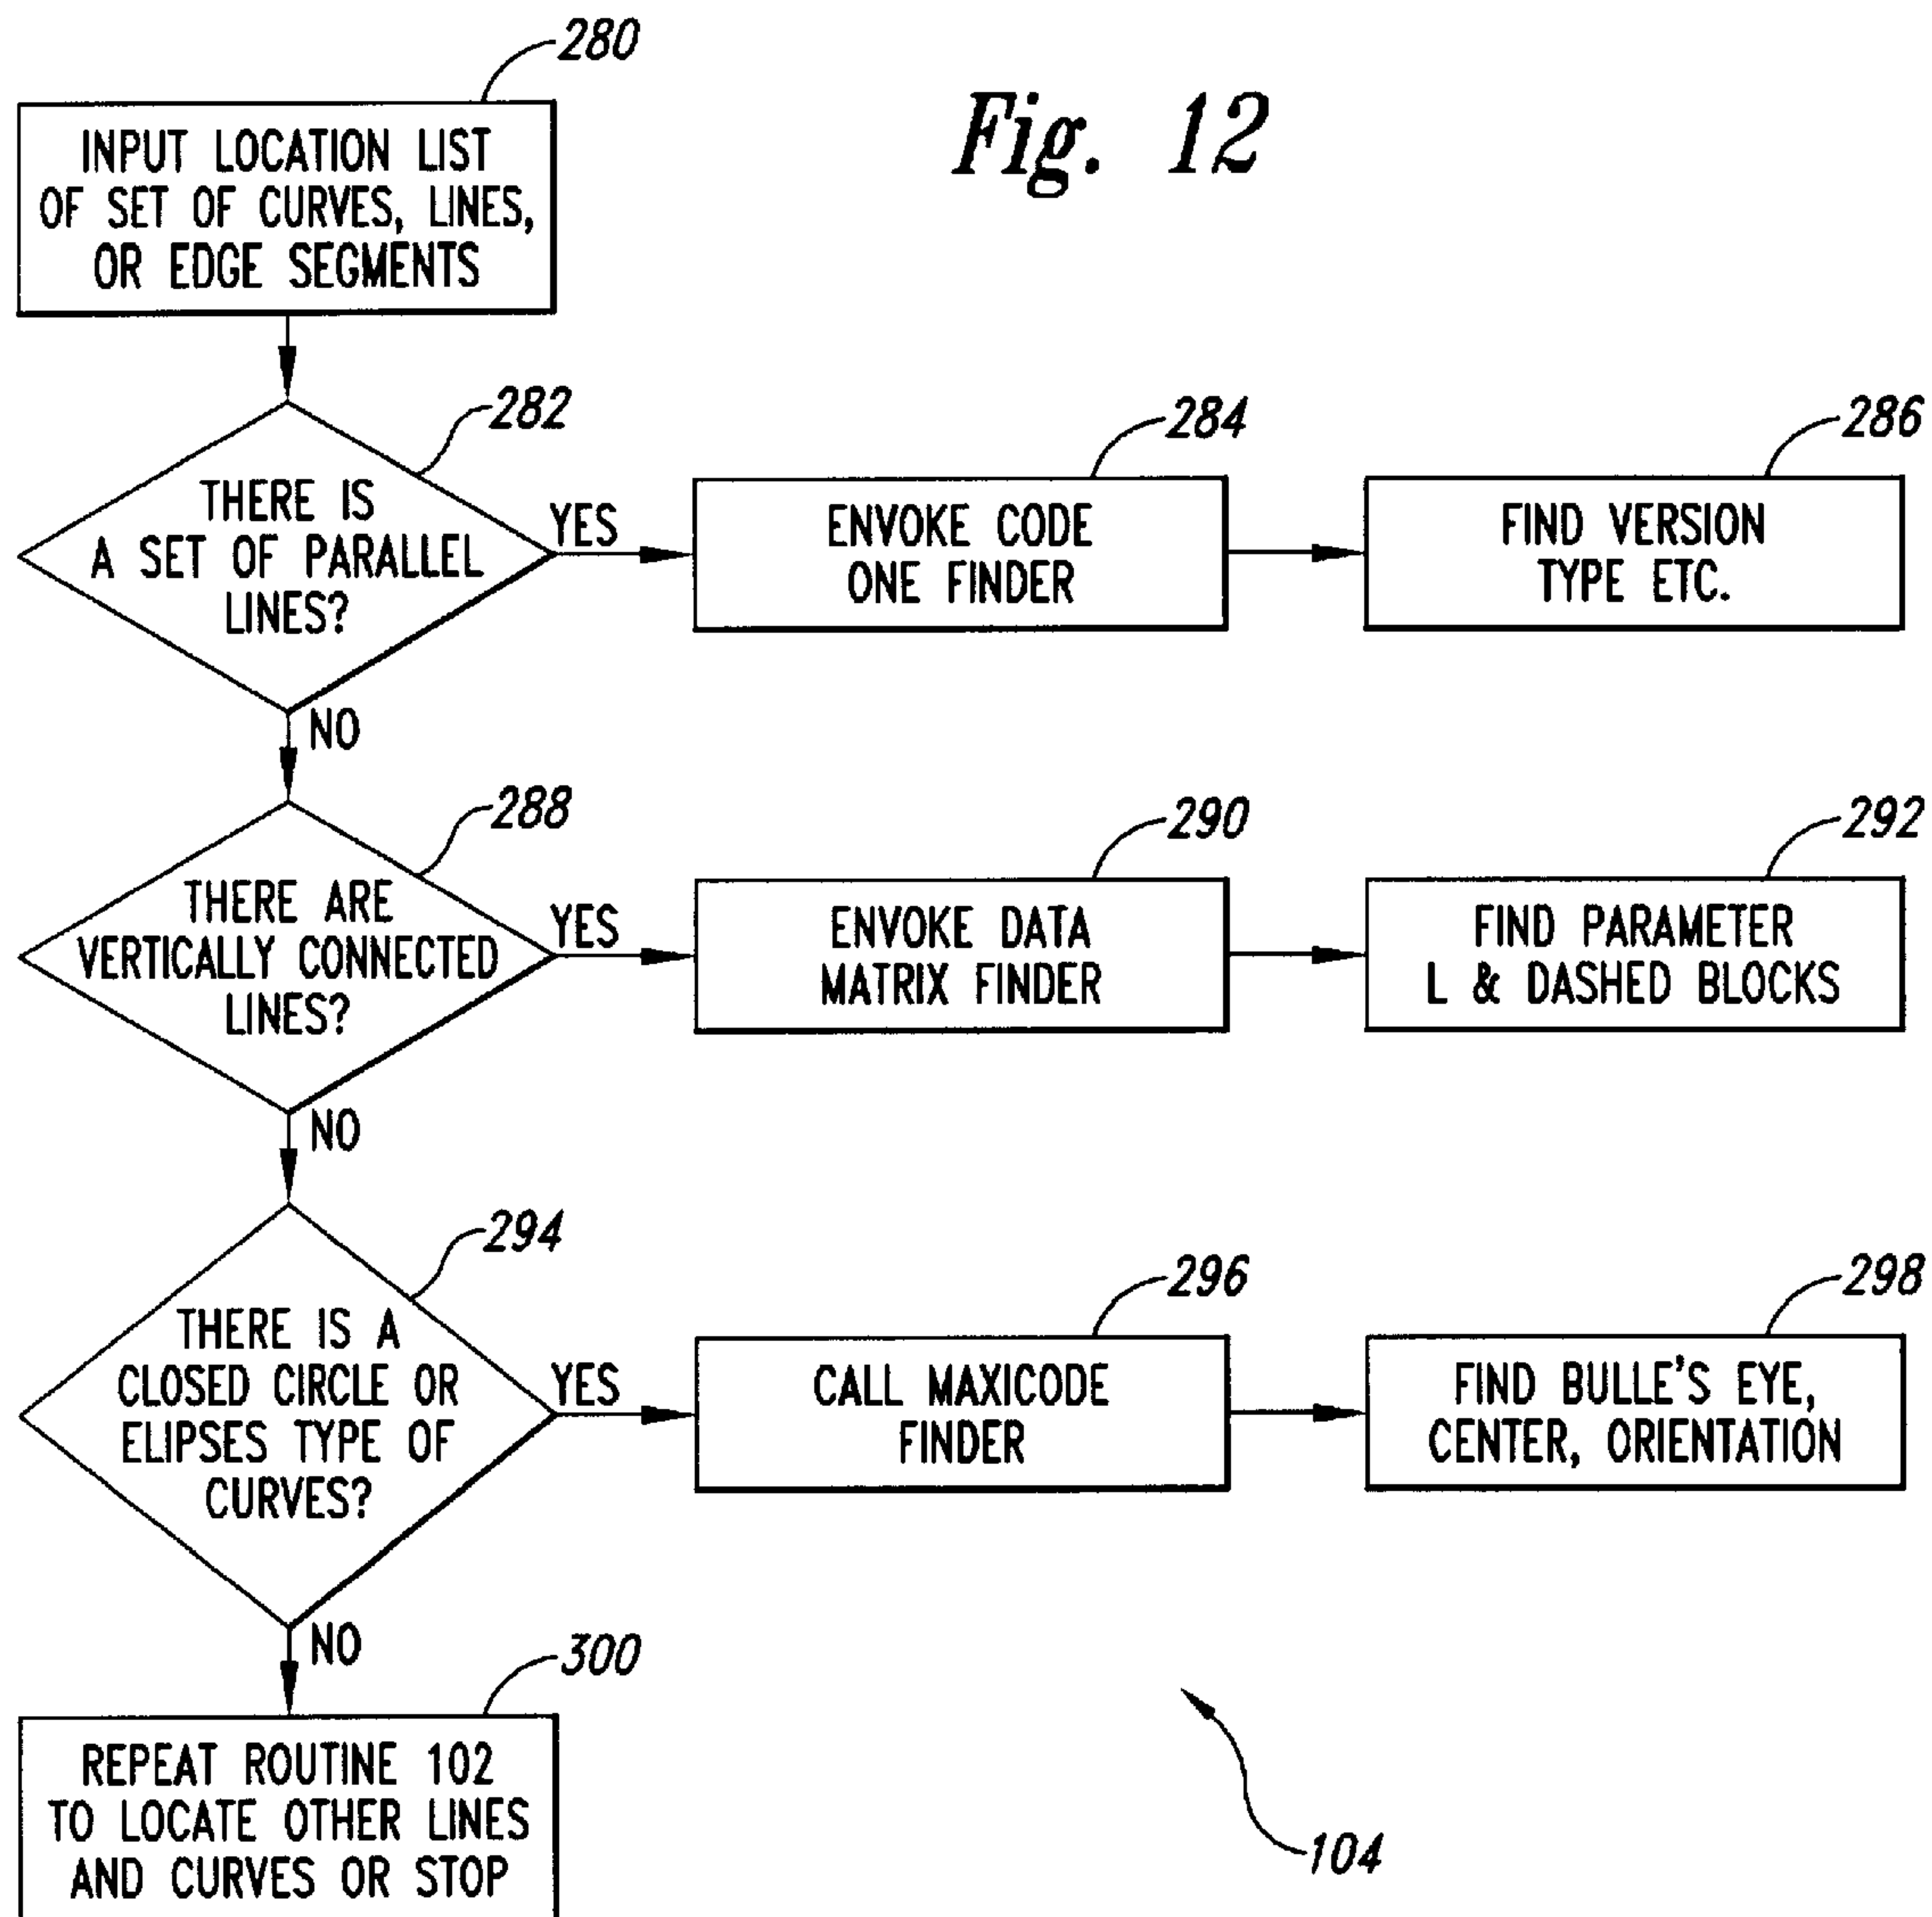 280
Fig. 12
INPUT LOCATION LIST
OF SET OF CURVES, LINES,
OR EDGE SEGMENTS
282
THERE IS
A SET OF PARALLEL
LINES?
YES
284
ENVOKE CODE
ONE FINDER
286
FIND VERSION
TYPE ETC.
NO
288
THERE ARE
VERTICALLY CONNECTED
LINES?
YES
290
ENVOKE DATA
MATRIX FINDER
292
FIND PARAMETER
L & DASHED BLOCKS
NO
294
THERE IS A
CLOSED CIRCLE OR
ELIPSES TYPE OF
CURVES?
YES
296
CALL MAXICODE
FINDER
298
FIND BULLE'S EYE,
CENTER, ORIENTATION
NO
300
REPEAT ROUTINE 102
TO LOCATE OTHER LINES
AND CURVES OR STOP
104